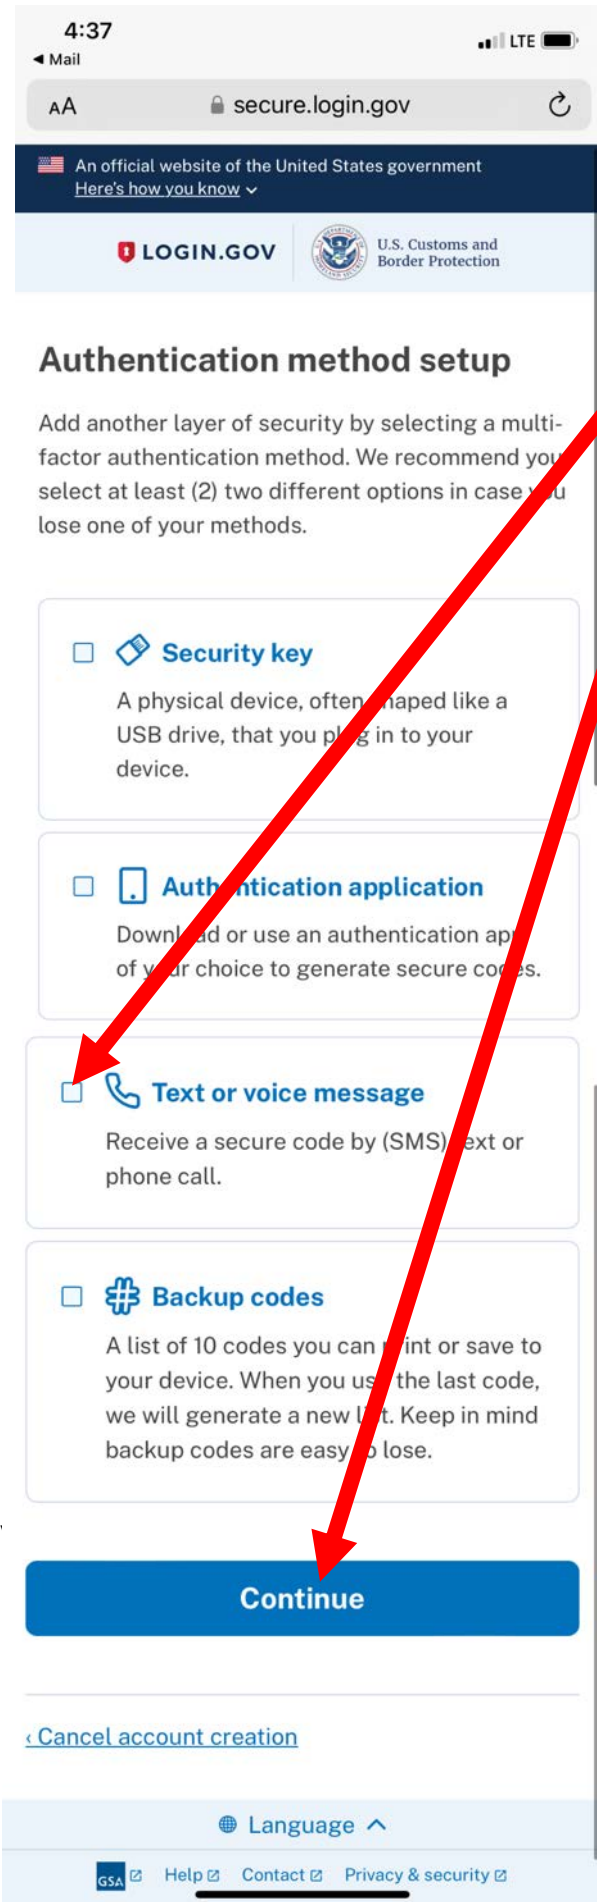 4:37
◀ Mail
LTE
AA
secure.login.gov
An official website of the United States government
Here's how you know
LOGIN.GOV
U.S. Customs and
Border Protection
Authentication method setup
Add another layer of security by selecting a multi-
factor authentication method. We recommend you
select at least (2) two different options in case you
lose one of your methods.
Security key
A physical device, often shaped like a
USB drive, that you plug in to your
device.
Authentication application
Download or use an authentication app
of your choice to generate secure codes.
Text or voice message
Receive a secure code by (SMS) text or
phone call.
Backup codes
A list of 10 codes you can print or save to
your device. When you use the last code,
we will generate a new list. Keep in mind
backup codes are easy to lose.
Continue
‹ Cancel account creation
Language
GSA Help Contact Privacy & security